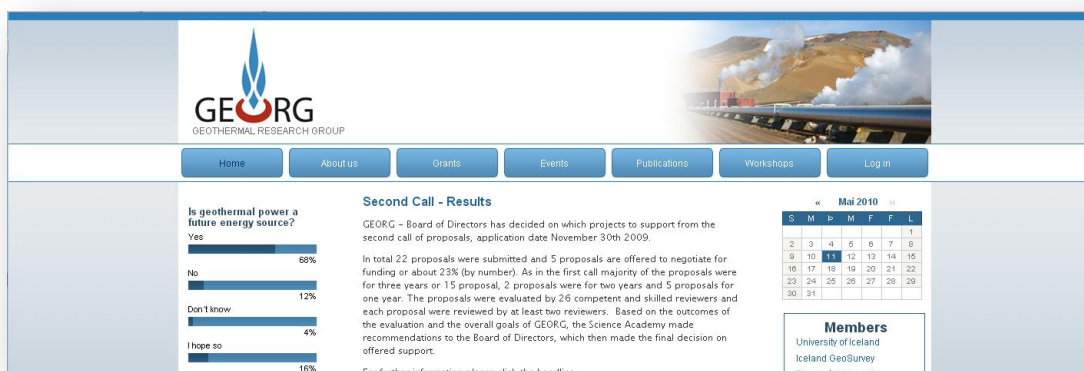 GEORG
GEOTHERMAL RESEARCH GROUP
Home
About us
Grants
Events
Publications
Workshops
Log in
Is geothermal power a
future energy source?
Yes
68%
No
12%
Don't know
4%
I hope so
16%
Second Call - Results
GEORG – Board of Directors has decided on which projects to support from the
second call of proposals, application date November 30th 2009.
In total 22 proposals were submitted and 5 proposals are offered to negotiate for
funding or about 23% (by number). As in the first call majority of the proposals were
for three years or 15 proposal, 2 proposals were for two years and 5 proposals for
one year. The proposals were evaluated by 26 competent and skilled reviewers and
each proposal were reviewed by at least two reviewers. Based on the outcomes of
the evaluation and the overall goals of GEORG, the Science Academy made
recommendations to the Board of Directors, which then made the final decision on
offered support.
« Maí 2010 »
S M Þ M F F L
1
2 3 4 5 6 7 8
9 10 11 12 13 14 15
16 17 18 19 20 21 22
23 24 25 26 27 28 29
30 31
Members
University of Iceland
Iceland GeoSurvey